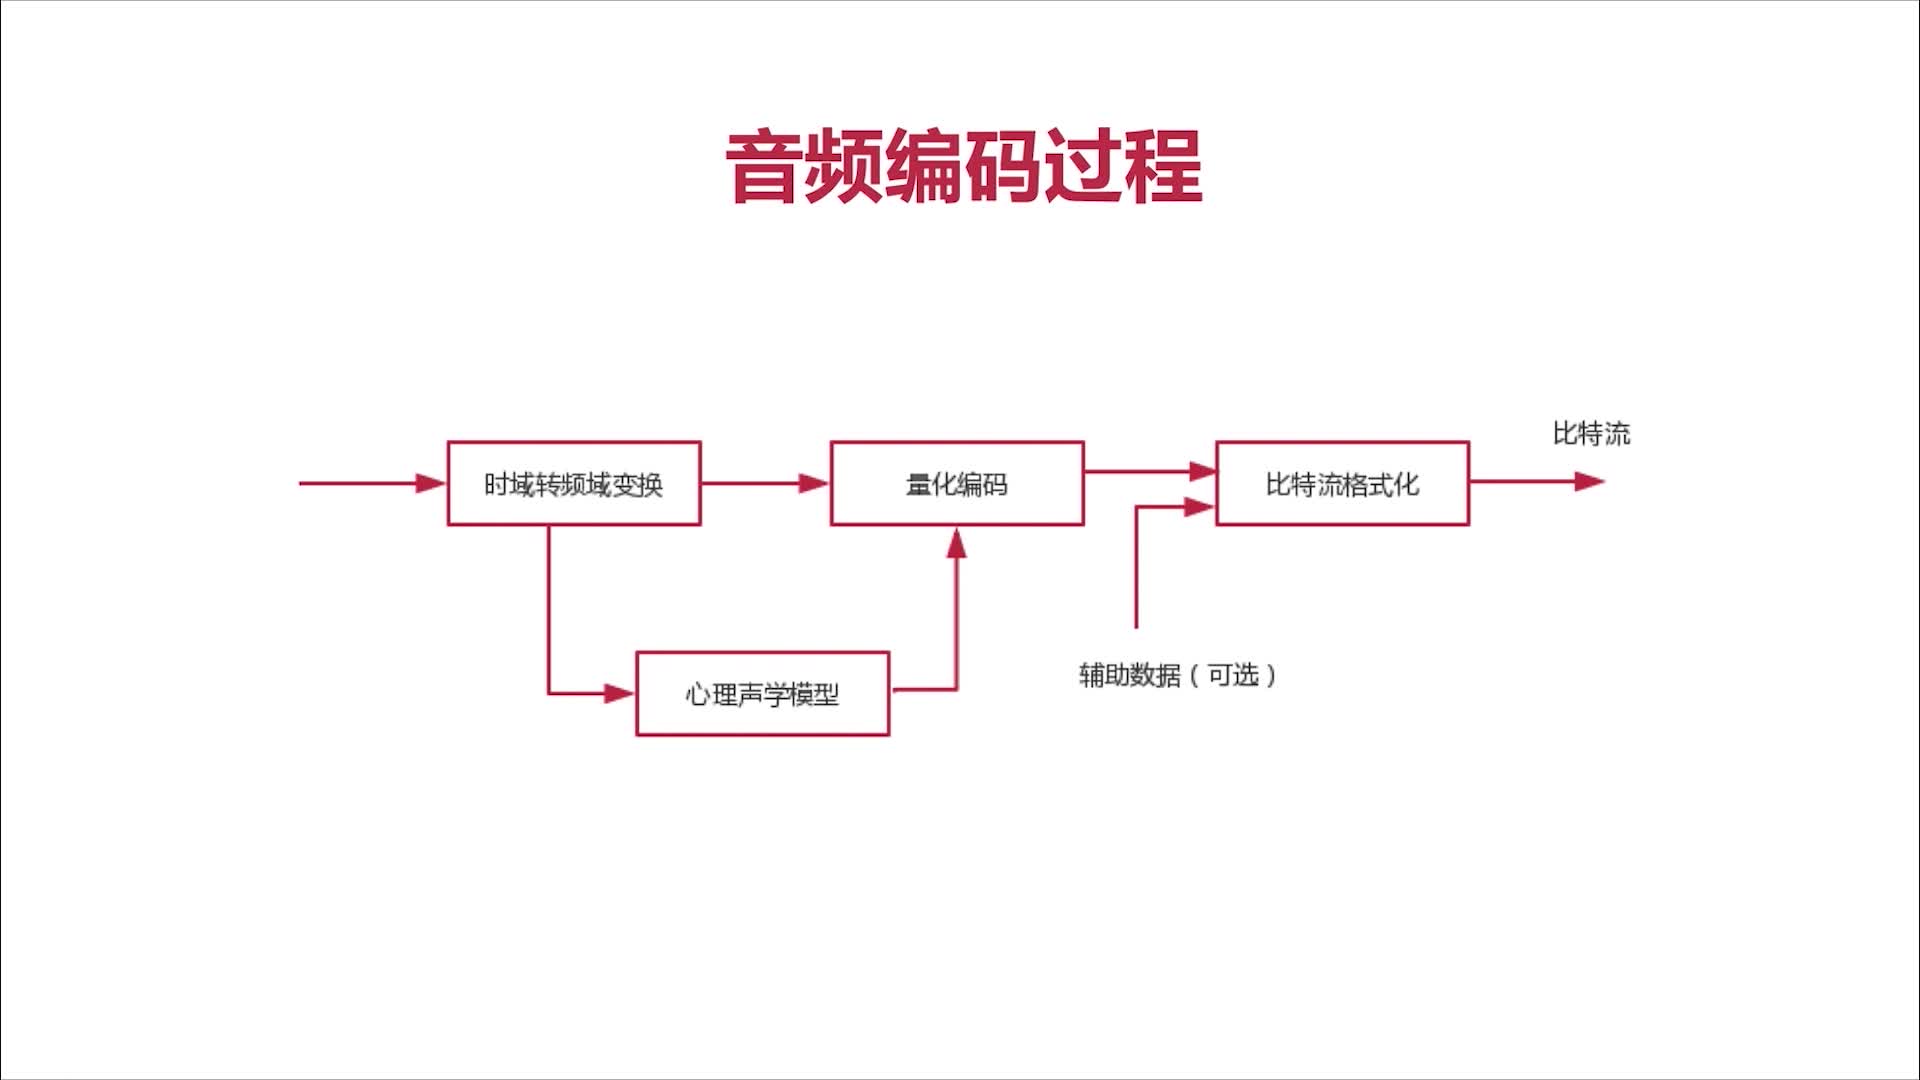 音频编码过程
比特流
时域转频域变换
量化编码
比特流格式化
辅助数据（可选）
心理声学模型